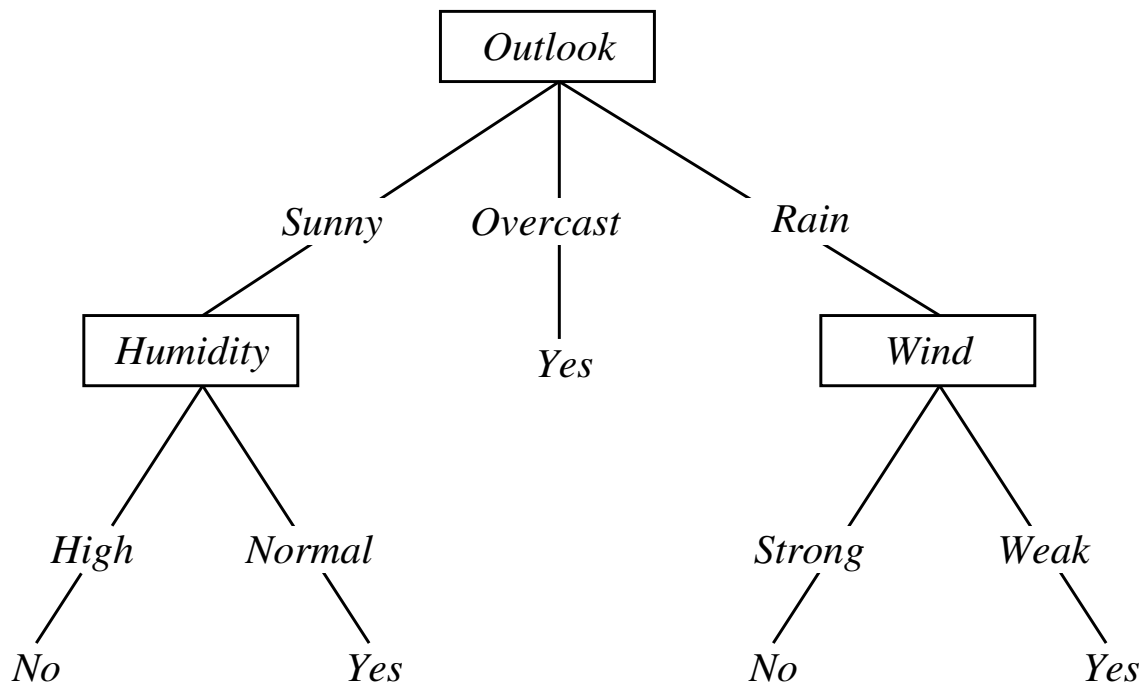 Outlook
Sunny Overcast Rain
Humidity Yes Wind
High Normal Strong Weak
No Yes No Yes